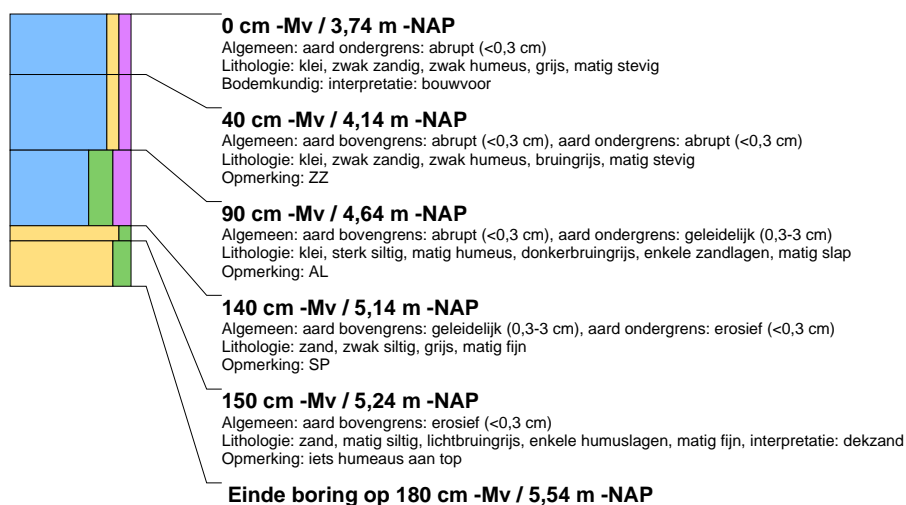 0 cm -Mv / 3,74 m -NAP
Algemeen: aard ondergrens: abrupt (<0,3 cm)
Lithologie: klei, zwak zandig, zwak humeus, grijs, matig stevig
Bodemkundig: interpretatie: bouwvoor
40 cm -Mv / 4,14 m -NAP
Algemeen: aard bovengrens: abrupt (<0,3 cm), aard ondergrens: abrupt (<0,3 cm)
Lithologie: klei, zwak zandig, zwak humeus, bruingrijs, matig stevig
Opmerking: ZZ
90 cm -Mv / 4,64 m -NAP
Algemeen: aard bovengrens: abrupt (<0,3 cm), aard ondergrens: geleidelijk (0,3-3 cm)
Lithologie: klei, sterk siltig, matig humeus, donkerbruingrijs, enkele zandlagen, matig slap
Opmerking: AL
140 cm -Mv / 5,14 m -NAP
Algemeen: aard bovengrens: geleidelijk (0,3-3 cm), aard ondergrens: erosief (<0,3 cm)
Lithologie: zand, zwak siltig, grijs, matig fijn
Opmerking: SP
150 cm -Mv / 5,24 m -NAP
Algemeen: aard bovengrens: erosief (<0,3 cm)
Lithologie: zand, matig siltig, lichtbruingrijs, enkele humuslagen, matig fijn, interpretatie: dekzand
Opmerking: iets humeaus aan top
Einde boring op 180 cm -Mv / 5,54 m -NAP